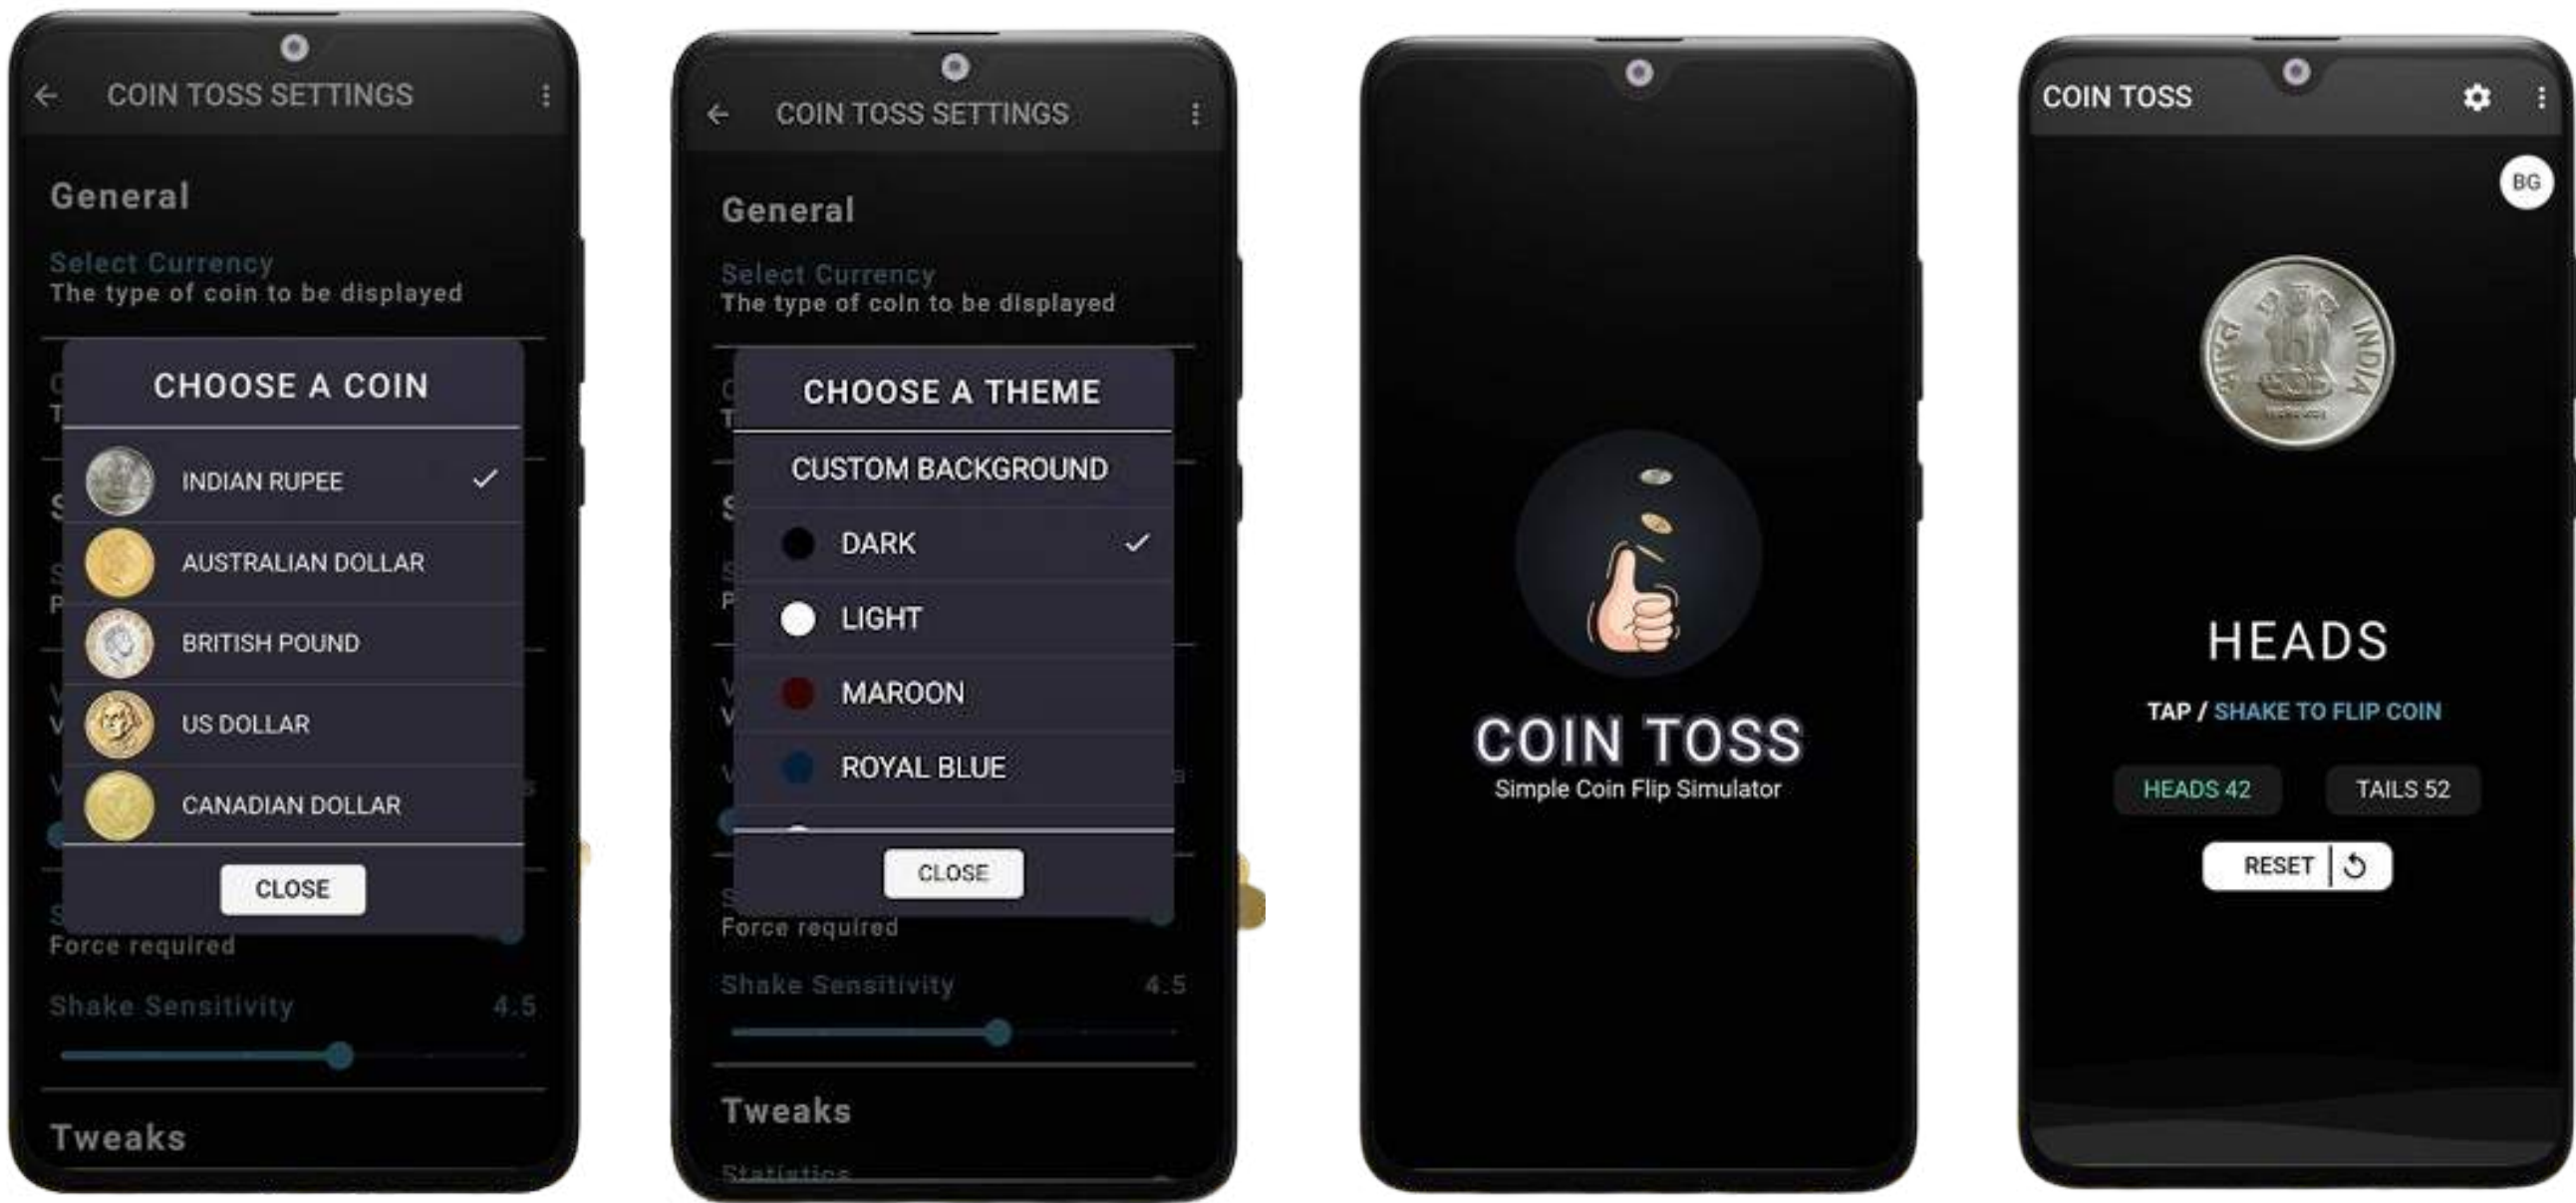 COIN TOSS SETTINGS
General
Select Currency
The type of coin to be displayed
CHOOSE A COIN
INDIAN RUPEE
AUSTRALIAN DOLLAR
BRITISH POUND
US DOLLAR
CANADIAN DOLLAR
CLOSE
Force required
Shake Sensitivity 4.5
Tweaks
COIN TOSS SETTINGS
General
Select Currency
The type of coin to be displayed
CHOOSE A THEME
CUSTOM BACKGROUND
DARK
LIGHT
MAROON
ROYAL BLUE
CLOSE
Force required
Shake Sensitivity 4.5
Tweaks
Statistics
COIN TOSS
Simple Coin Flip Simulator
COIN TOSS
BG
भारत INDIA
HEADS
TAP / SHAKE TO FLIP COIN
HEADS 42 TAILS 52
RESET